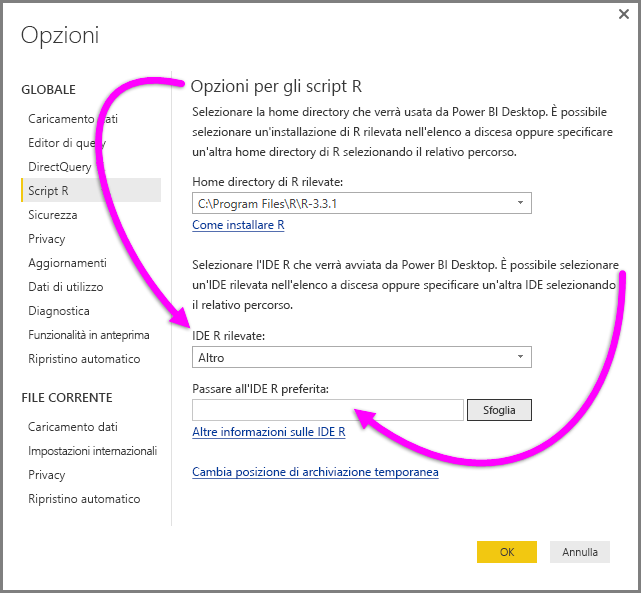 Opzioni
GLOBALE
Caricamento dati
Editor di query
DirectQuery
Script R
Sicurezza
Privacy
Aggiornamenti
Dati di utilizzo
Diagnostica
Funzionalità in anteprima
Ripristino automatico
FILE CORRENTE
Caricamento dati
Impostazioni internazionali
Privacy
Ripristino automatico
Opzioni per gli script R
Selezionare la home directory che verrà usata da Power BI Desktop. È possibile
selezionare un'installazione di R rilevata nell'elenco a discesa oppure specificare
un'altra home directory di R selezionando il relativo percorso.
Home directory di R rilevate:
C:\Program Files\R\R-3.3.1
Come installare R
Selezionare l'IDE R che verrà avviata da Power BI Desktop. È possibile selezionare
un'IDE rilevata nell'elenco a discesa oppure specificare un'altra IDE selezionando
il relativo percorso.
IDE R rilevate:
Altro
Passare all'IDE R preferita:
Sfoglia
Altre informazioni sulle IDE R
Cambia posizione di archiviazione temporanea
OK
Annulla